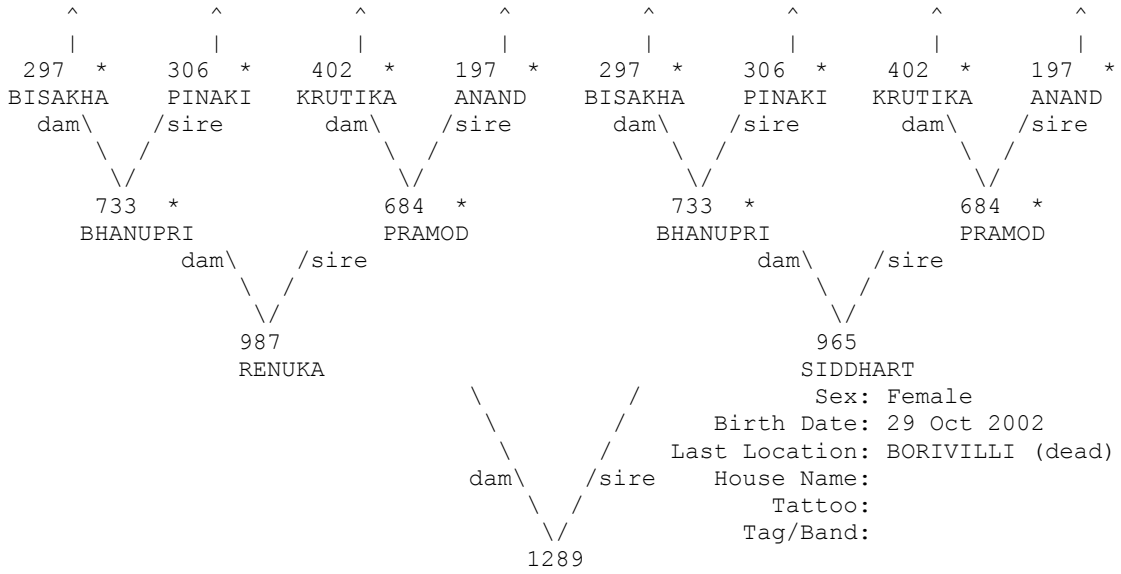 ^ ^ ^ ^ ^ ^ ^ ^
| | | | | | | |
297 * 306 * 402 * 197 * 297 * 306 * 402 * 197 *
BISAKHA PINAKI KRUTIKA ANAND BISAKHA PINAKI KRUTIKA ANAND
dam\ /sire dam\ /sire dam\ /sire dam\ /sire
\ / \ / \ / \ /
\/ \/ \/ \/
733 * 684 * 733 * 684 *
BHANUPRI PRAMOD BHANUPRI PRAMOD
dam\ /sire dam\ /sire
\ / \ /
\/ \/
987 965
RENUKA SIDDHART
\ / Sex: Female
\ / Birth Date: 29 Oct 2002
\ / Last Location: BORIVILLI (dead)
dam\ /sire House Name:
\ / Tattoo:
\/ Tag/Band:
1289